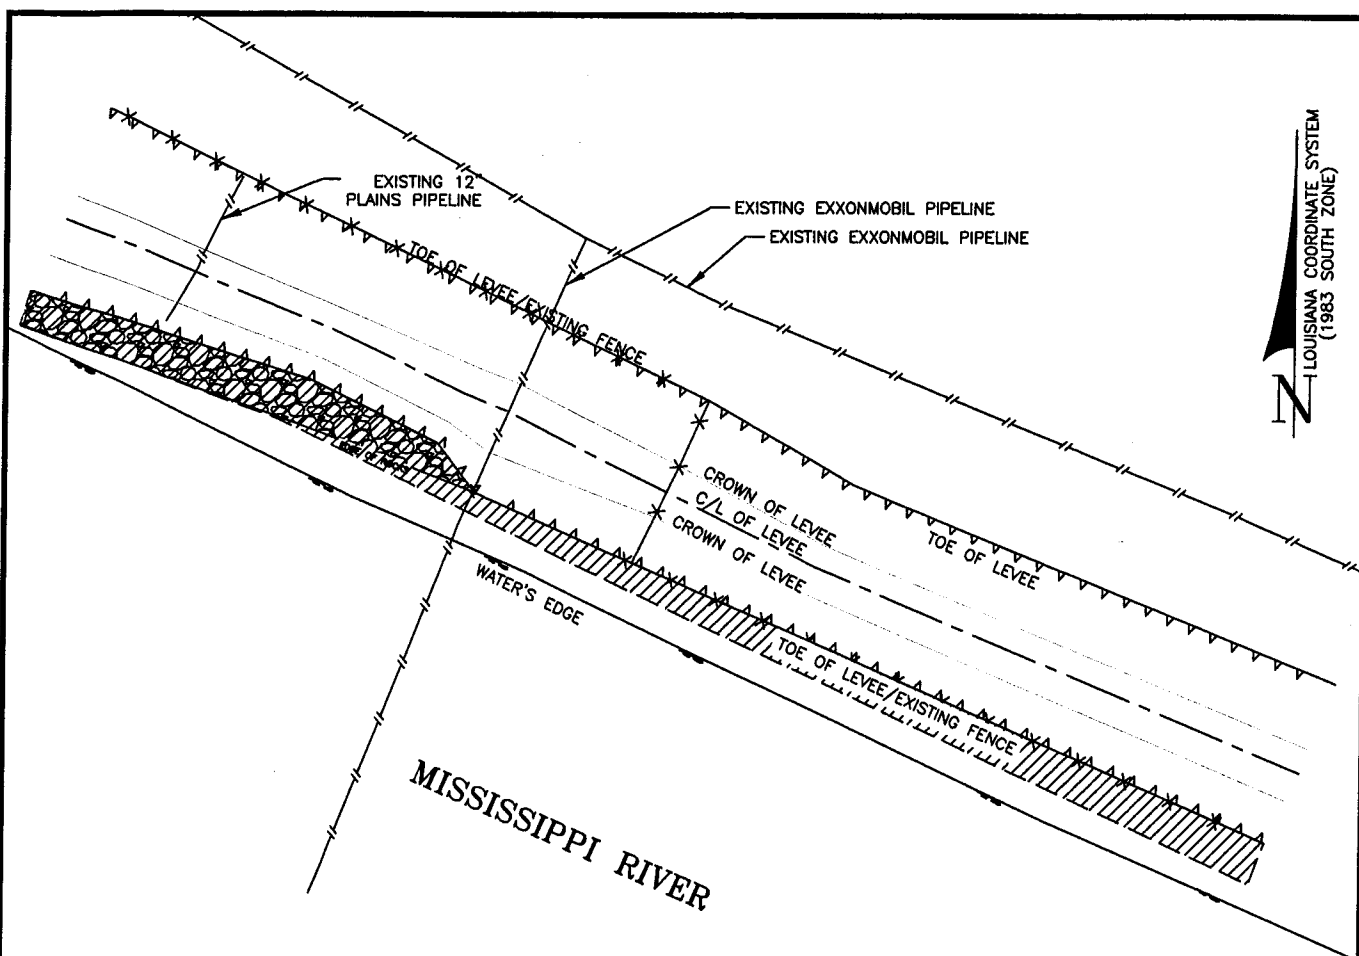 EXISTING 12"
PLAINS PIPELINE
EXISTING EXXONMOBIL PIPELINE
EXISTING EXXONMOBIL PIPELINE
LOUISIANA COORDINATE SYSTEM
(1983 SOUTH ZONE)
N
TOE OF LEVEE/EXISTING FENCE
CROWN OF LEVEE
C/L OF LEVEE
CROWN OF LEVEE
TOE OF LEVEE
WATER'S EDGE
TOE OF LEVEE/EXISTING FENCE
MISSISSIPPI RIVER